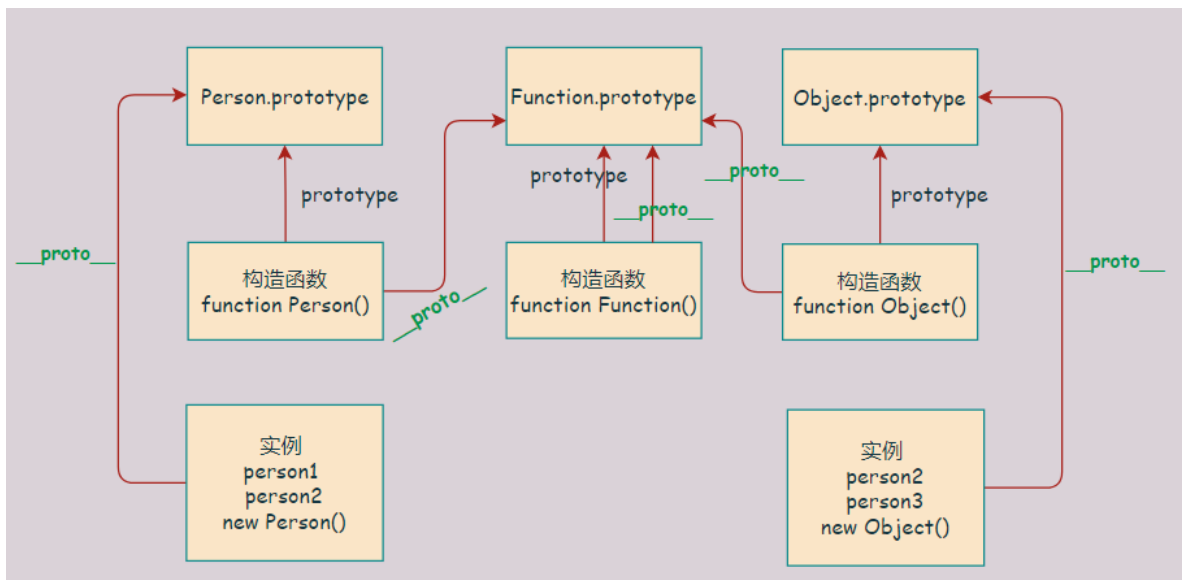 Person.prototype
Function.prototype
Object.prototype
prototype
prototype
__proto__
__proto__
prototype
__proto__
构造函数
function Person()
__proto__
构造函数
function Function()
构造函数
function Object()
__proto__
实例
person1
person2
new Person()
实例
person2
person3
new Object()